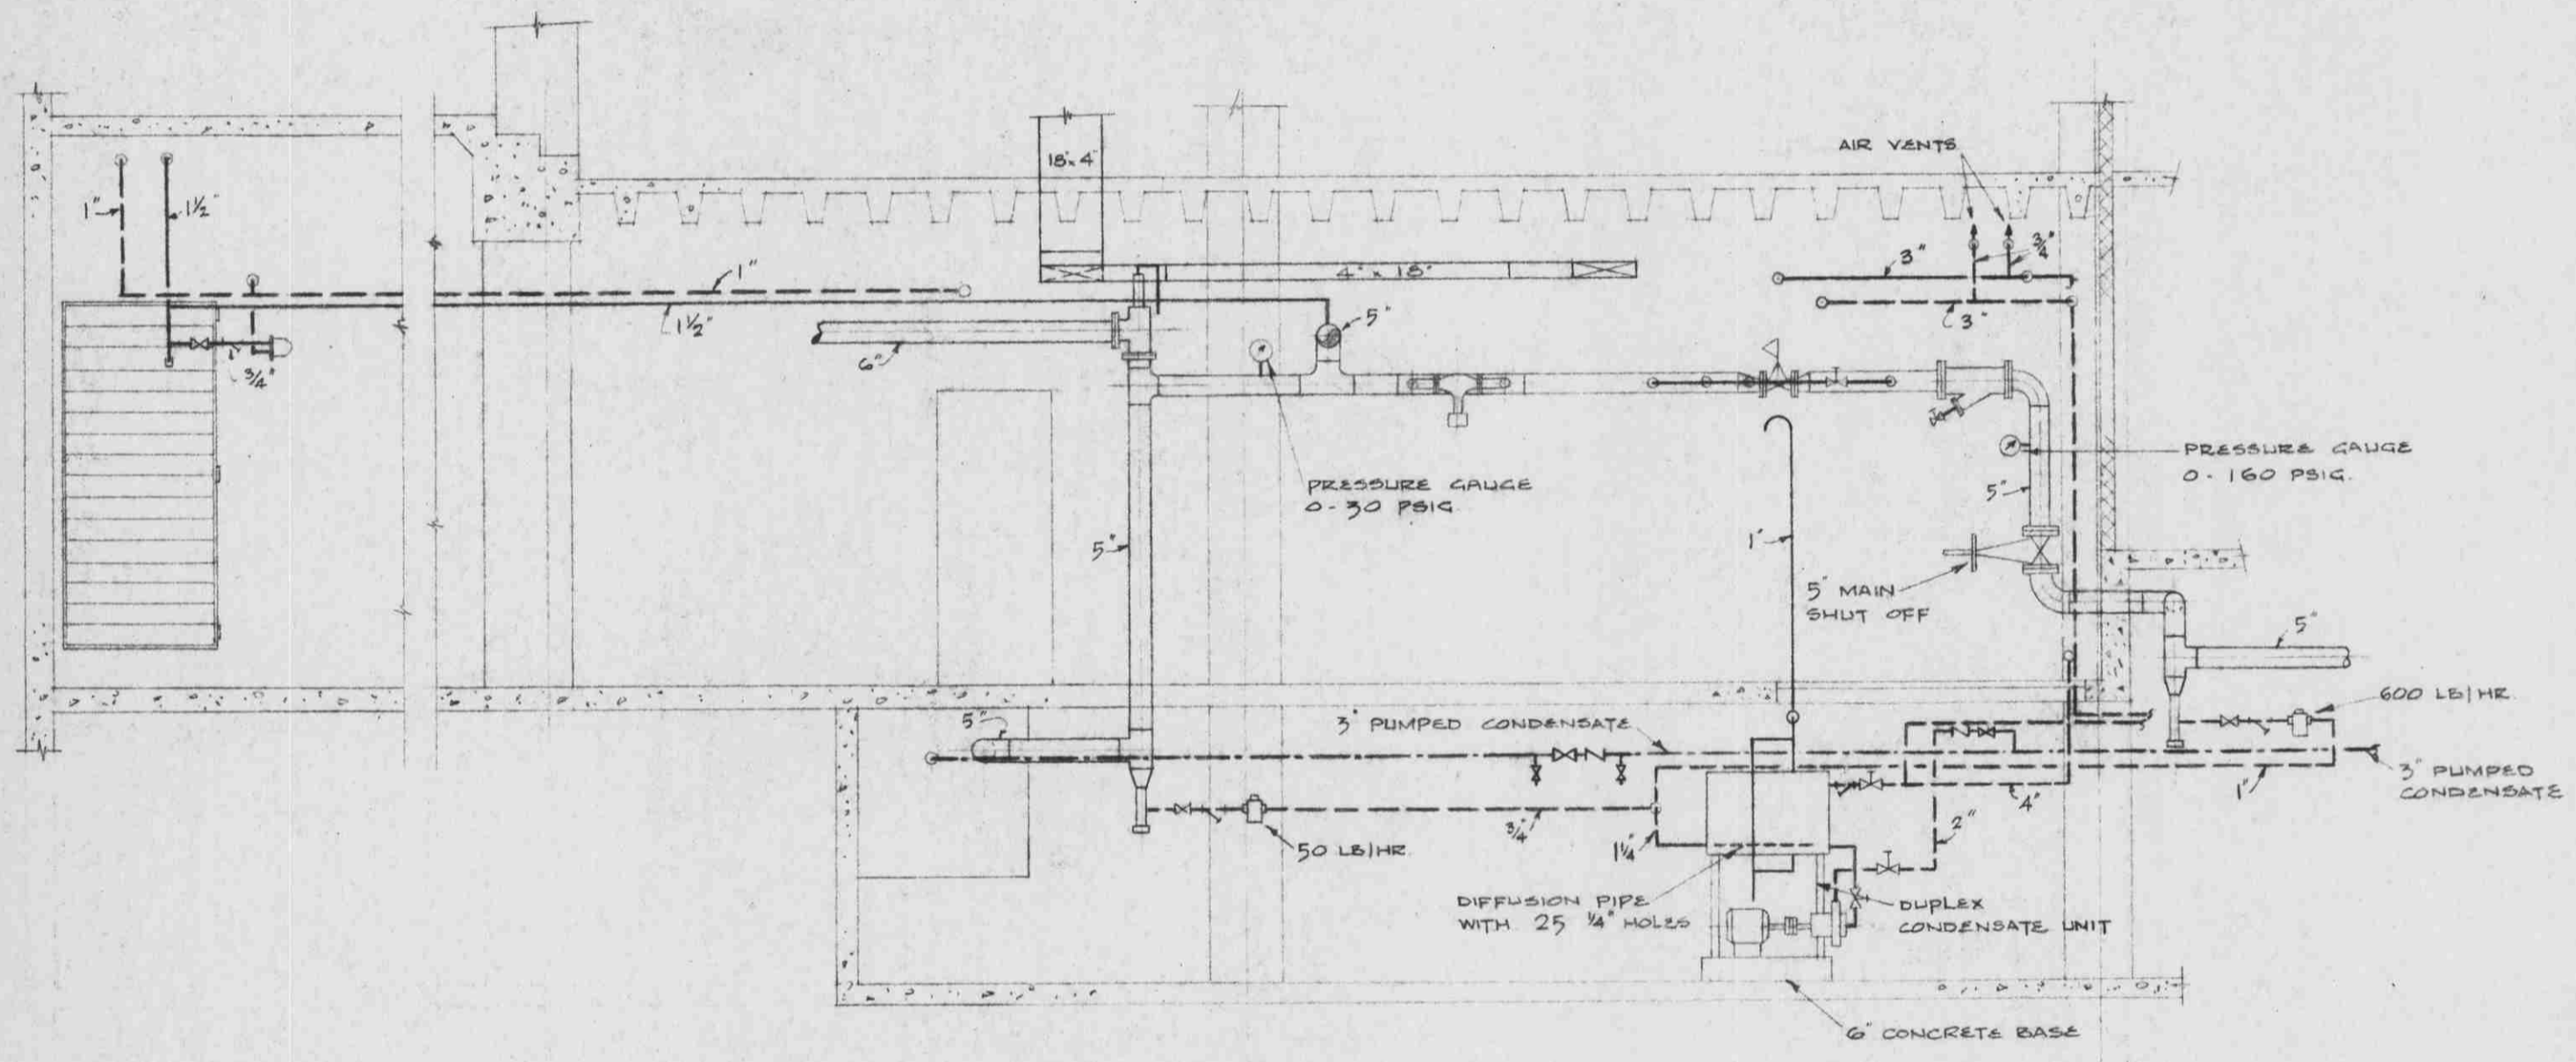 AIR VENTS
18"x4"
1"
1½"
3"
¾"
1"
4" x 18"
1½"
5"
3"
6"
¾"
PRESSURE GAUGE
0-160 PSIG.
PRESSURE GAUGE
0-30 PSIG
5"
5"
1"
5" MAIN
SHUT OFF
5"
600 LB/HR.
5"
3" PUMPED CONDENSATE
3" PUMPED
CONDENSATE
1"
4"
¾"
2"
50 LB/HR.
1¼"
DIFFUSION PIPE
WITH 25 ¼" HOLES
DUPLEX
CONDENSATE UNIT
6" CONCRETE BASE